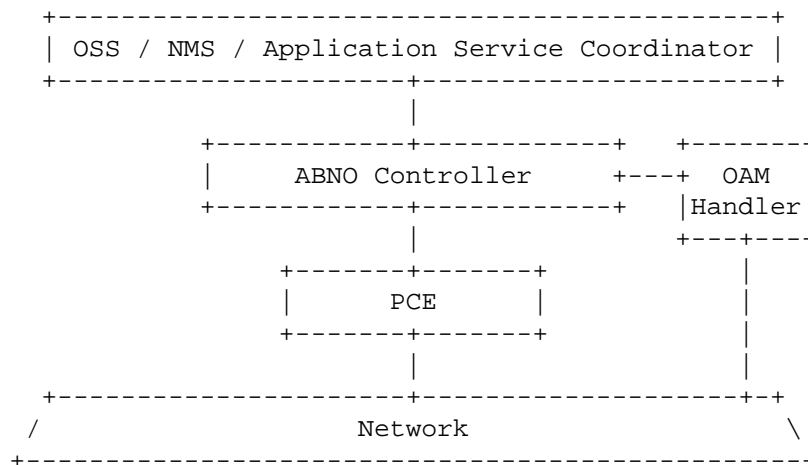 OSS / NMS / Application Service Coordinator
ABNO Controller
OAM
Handler
PCE
Network